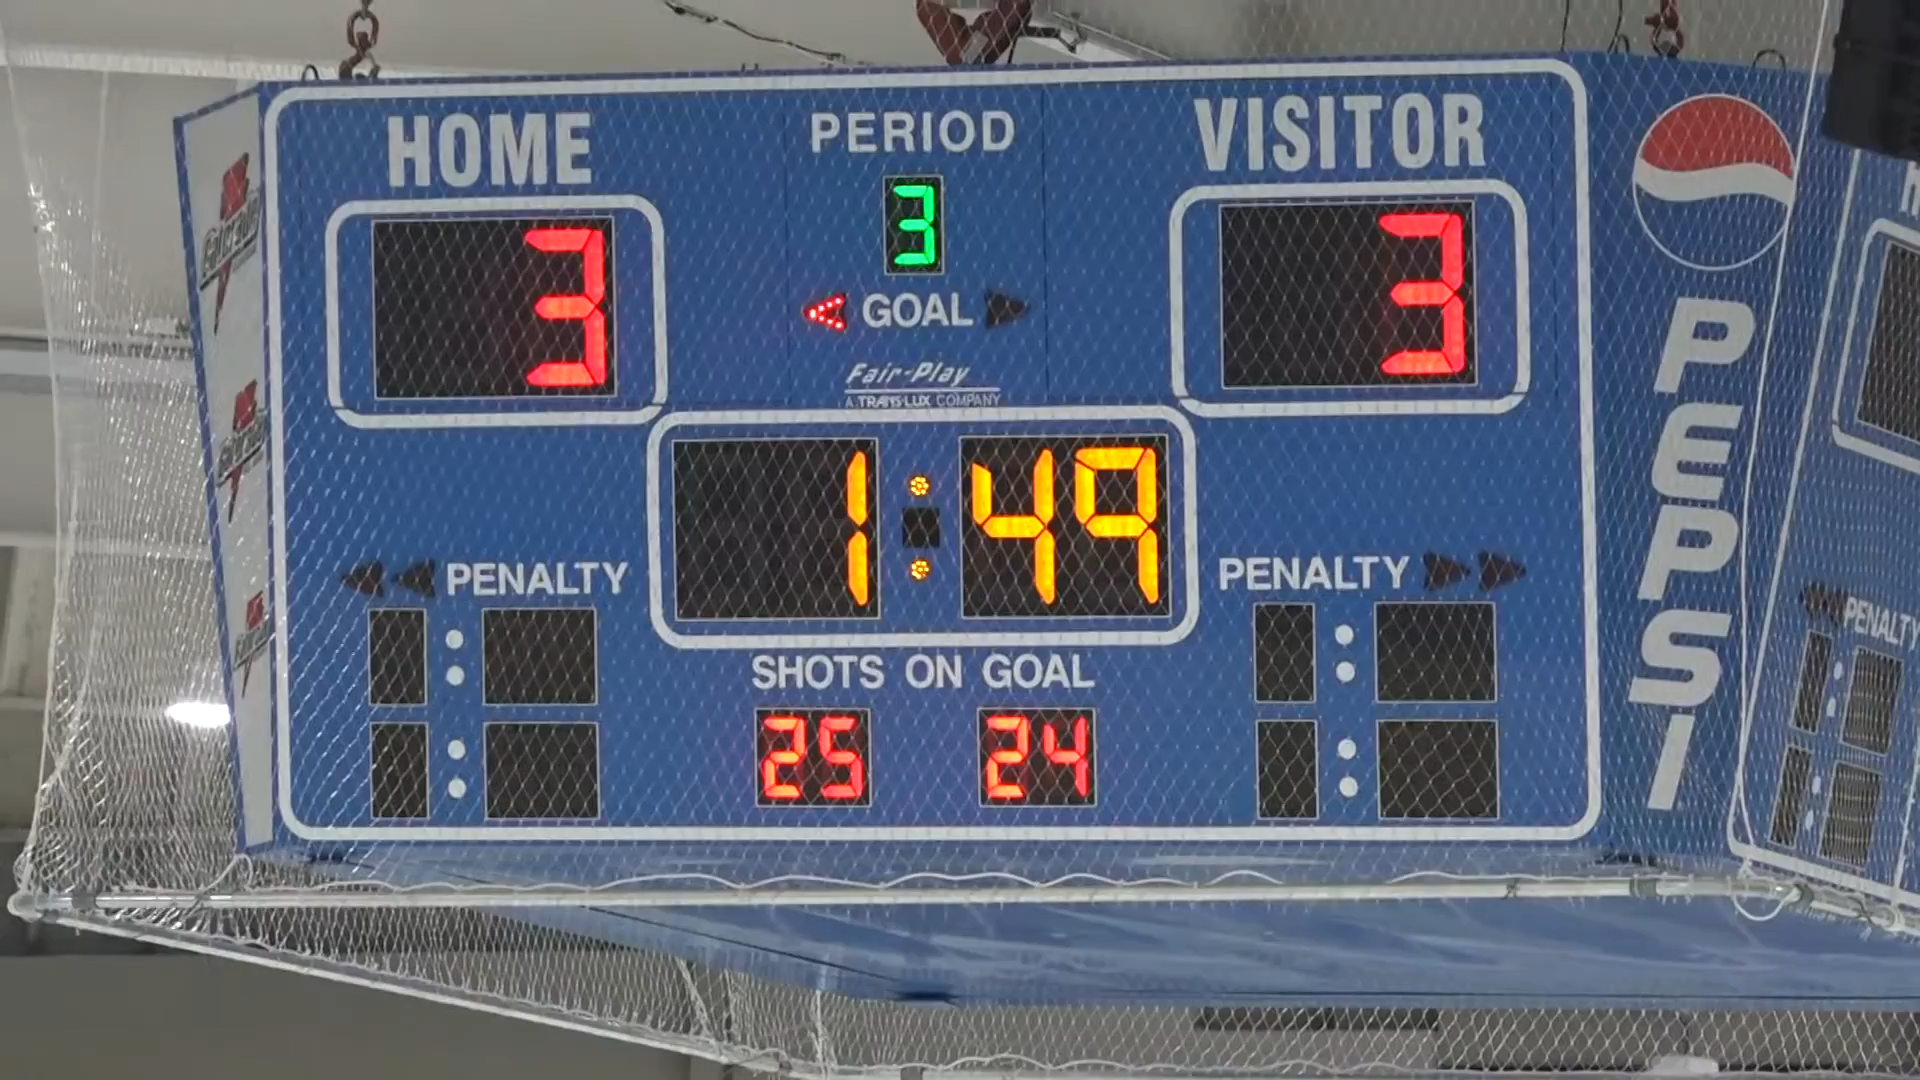 HOME PERIOD VISITOR
3 3 3
GOAL
Fair-Play
A TRANS-LUX COMPANY
1:49
PENALTY PENALTY
SHOTS ON GOAL
25 24
PEPSI
PENALTY